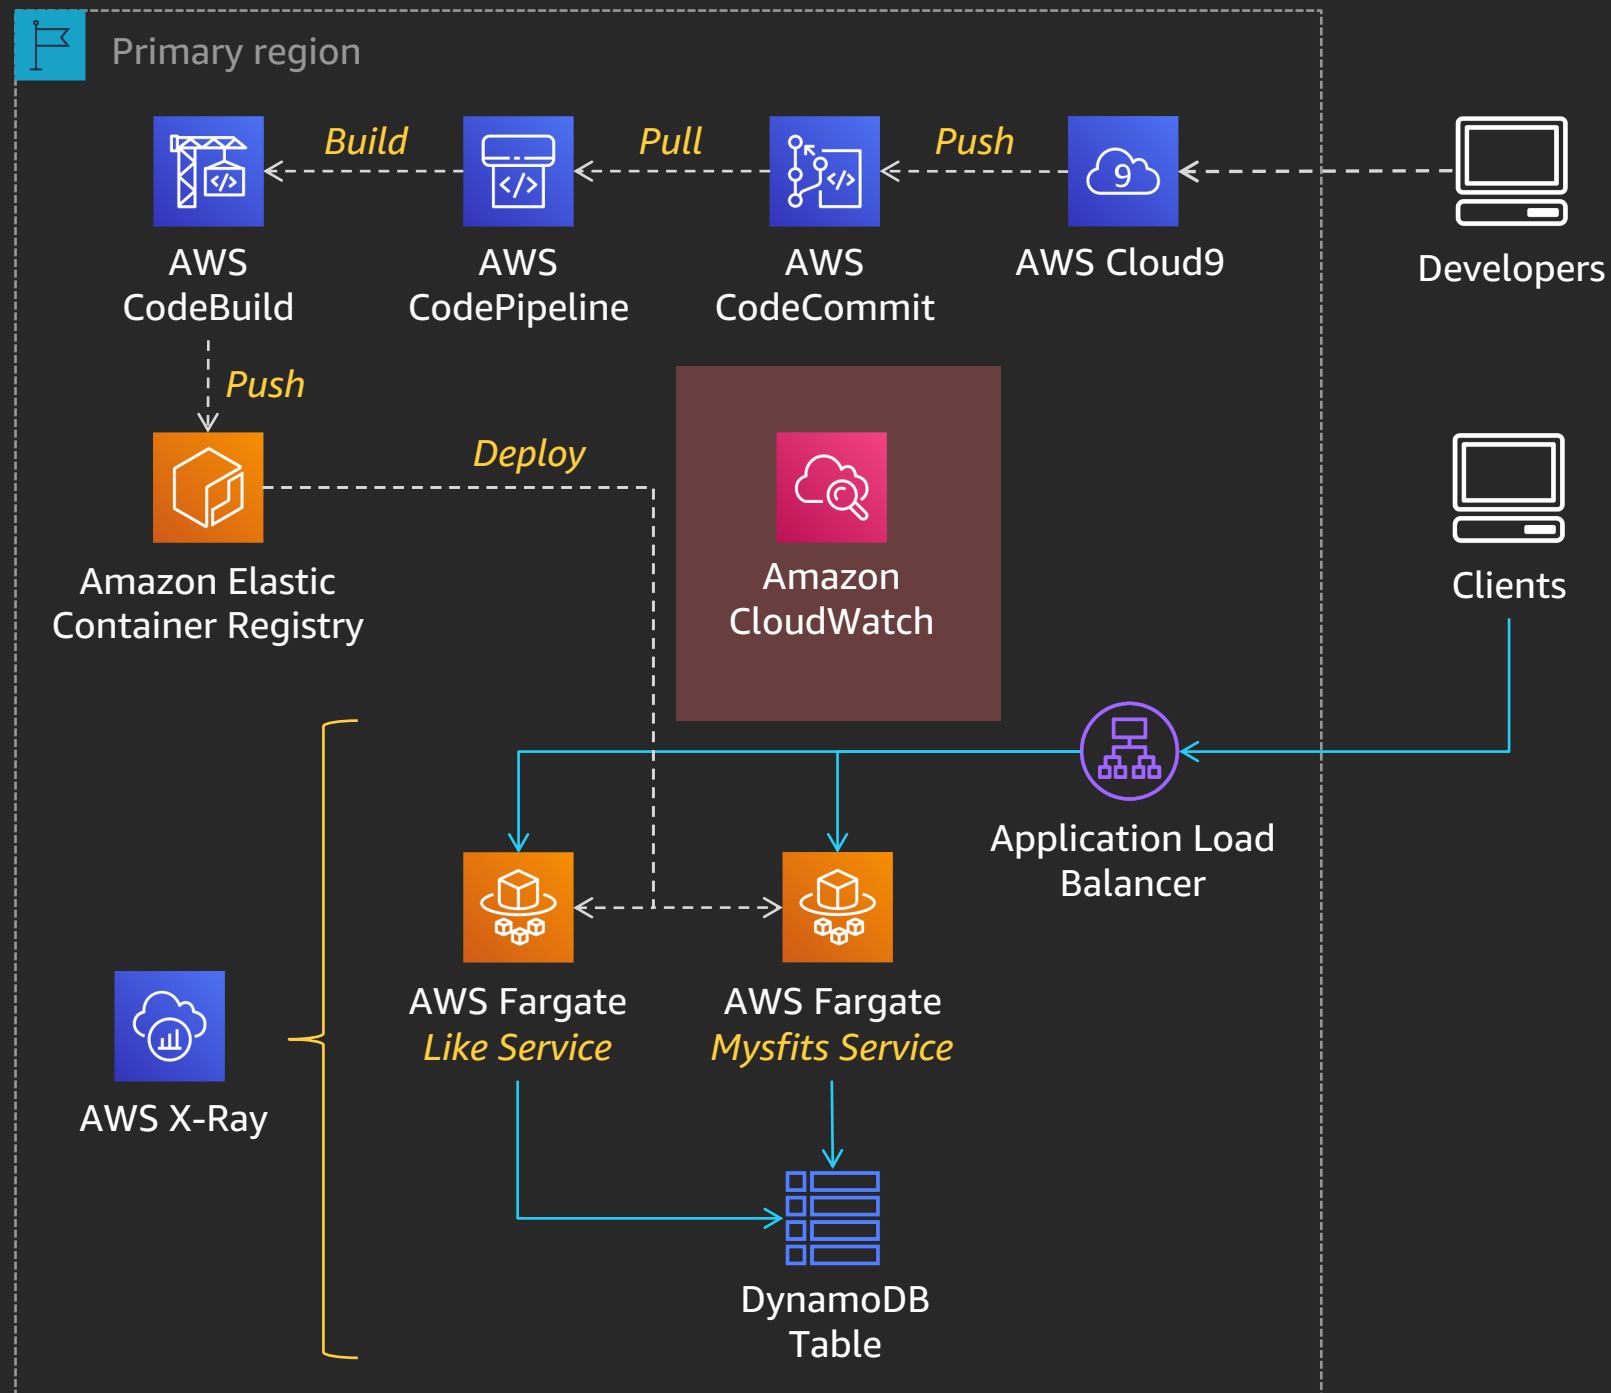 Primary region
Build
Pull
Push
9
AWS
CodeBuild
AWS
CodePipeline
AWS
CodeCommit
AWS Cloud9
Developers
Push
Deploy
Amazon Elastic
Container Registry
Amazon
CloudWatch
Clients
Application Load
Balancer
AWS Fargate
Like Service
AWS Fargate
Mysfits Service
AWS X-Ray
DynamoDB
Table